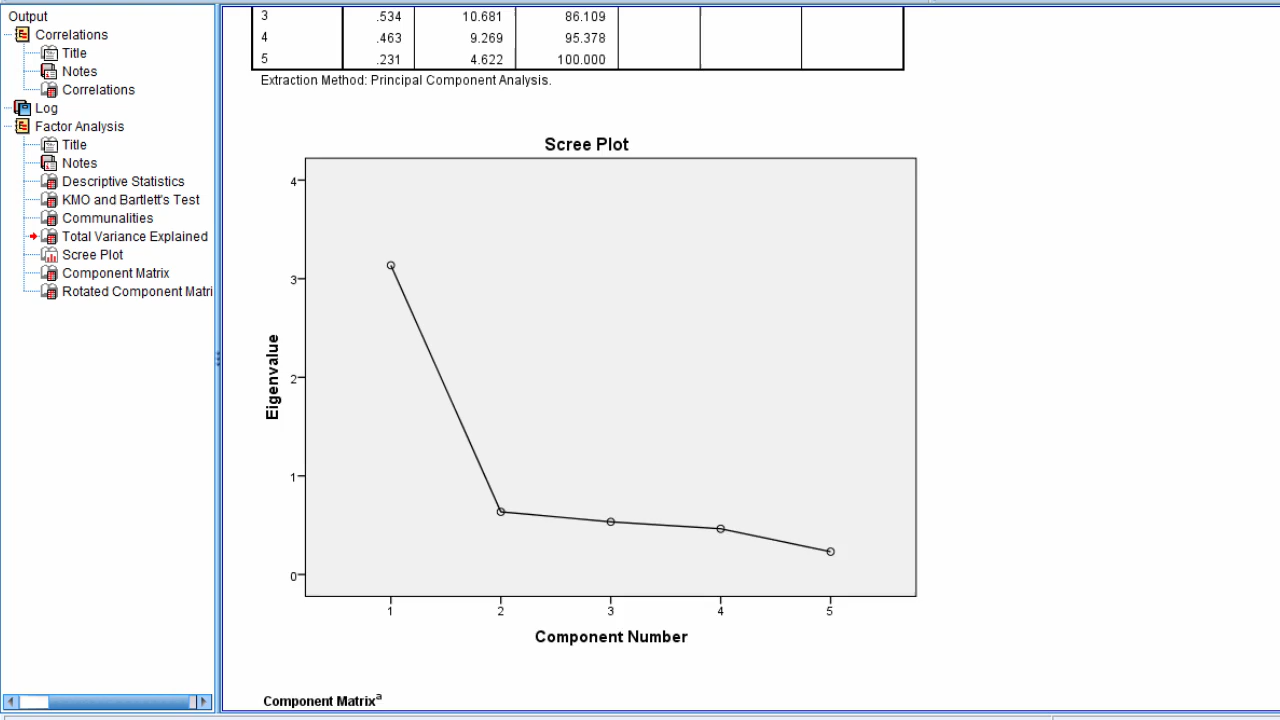 Output
Correlations
Title
Notes
Correlations
Log
Factor Analysis
Title
Notes
Descriptive Statistics
KMO and Bartlett's Test
Communalities
Total Variance Explained
Scree Plot
Component Matrix
Rotated Component Matri
3 .534 10.681 86.109
4 .463 9.269 95.378
5 .231 4.622 100.000
Extraction Method: Principal Component Analysis.
Scree Plot
4
3
2
1
0
Eigenvalue
1 2 3 4 5
Component Number
Component Matrixa